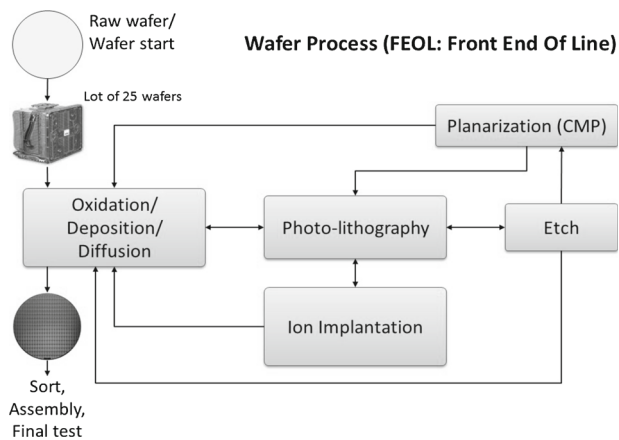 Raw wafer/
Wafer start
Wafer Process (FEOL: Front End Of Line)
Lot of 25 wafers
Planarization (CMP)
Oxidation/
Deposition/
Diffusion
Photo-lithography
Etch
Ion Implantation
Sort,
Assembly,
Final test